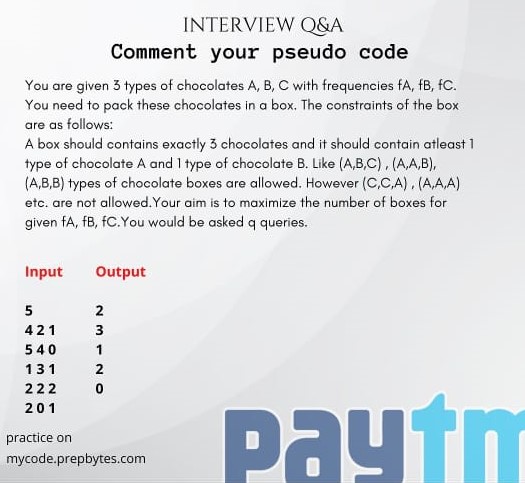 INTERVIEW Q&A
Comment your pseudo code
You are given 3 types of chocolates A, B, C with frequencies fA, fB, fC.
You need to pack these chocolates in a box. The constraints of the box
are as follows:
A box should contains exactly 3 chocolates and it should contain atleast 1
type of chocolate A and 1 type of chocolate B. Like (A,B,C) , (A,A,B),
(A,B,B) types of chocolate boxes are allowed. However (C,C,A) , (A,A,A)
etc. are not allowed.Your aim is to maximize the number of boxes for
given fA, fB, fC.You would be asked q queries.
Input Output
5 2
4 2 1 3
5 4 0 1
1 3 1 2
2 2 2 0
2 0 1
practice on
mycode.prepbytes.com
paytm